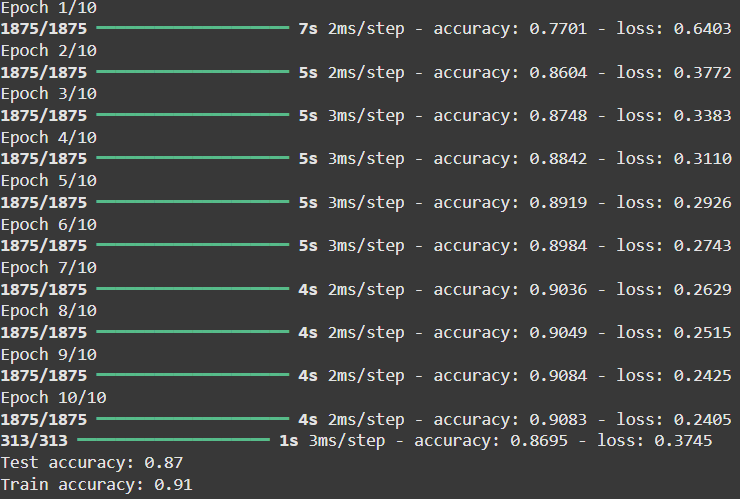 Epoch 1/10
1875/1875 ━━━━━━━━━━━━━━━━━━━━ 7s 2ms/step - accuracy: 0.7701 - loss: 0.6403
Epoch 2/10
1875/1875 ━━━━━━━━━━━━━━━━━━━━ 5s 2ms/step - accuracy: 0.8604 - loss: 0.3772
Epoch 3/10
1875/1875 ━━━━━━━━━━━━━━━━━━━━ 5s 3ms/step - accuracy: 0.8748 - loss: 0.3383
Epoch 4/10
1875/1875 ━━━━━━━━━━━━━━━━━━━━ 5s 3ms/step - accuracy: 0.8842 - loss: 0.3110
Epoch 5/10
1875/1875 ━━━━━━━━━━━━━━━━━━━━ 5s 3ms/step - accuracy: 0.8919 - loss: 0.2926
Epoch 6/10
1875/1875 ━━━━━━━━━━━━━━━━━━━━ 5s 3ms/step - accuracy: 0.8984 - loss: 0.2743
Epoch 7/10
1875/1875 ━━━━━━━━━━━━━━━━━━━━ 4s 2ms/step - accuracy: 0.9036 - loss: 0.2629
Epoch 8/10
1875/1875 ━━━━━━━━━━━━━━━━━━━━ 4s 2ms/step - accuracy: 0.9049 - loss: 0.2515
Epoch 9/10
1875/1875 ━━━━━━━━━━━━━━━━━━━━ 4s 2ms/step - accuracy: 0.9084 - loss: 0.2425
Epoch 10/10
1875/1875 ━━━━━━━━━━━━━━━━━━━━ 4s 2ms/step - accuracy: 0.9083 - loss: 0.2405
313/313 ━━━━━━━━━━━━━━━━━━━━ 1s 3ms/step - accuracy: 0.8695 - loss: 0.3745
Test accuracy: 0.87
Train accuracy: 0.91